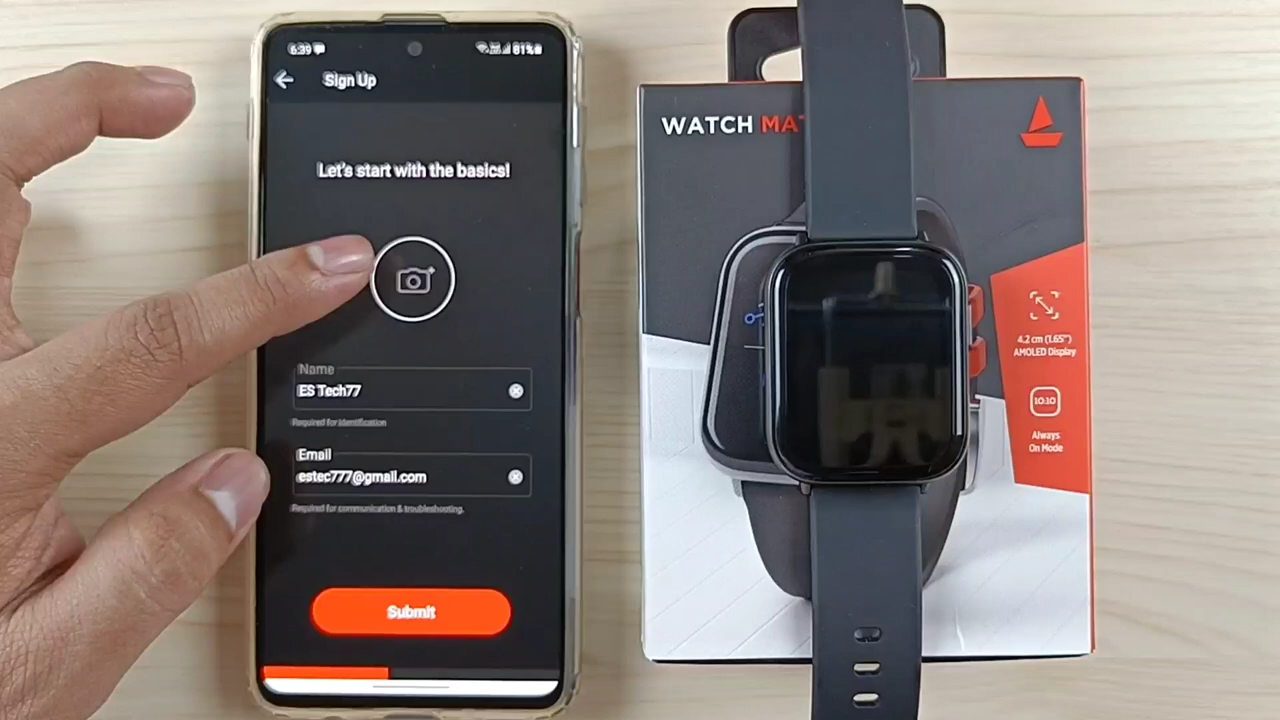 6:39
81%
Sign Up
Let's start with the basics!
Name
ES Tech77
Required for identification
Email
estec777@gmail.com
Required for communication & troubleshooting.
Submit
WATCH MAT
4.2 cm (1.65")
AMOLED Display
10:10
Always
On Mode